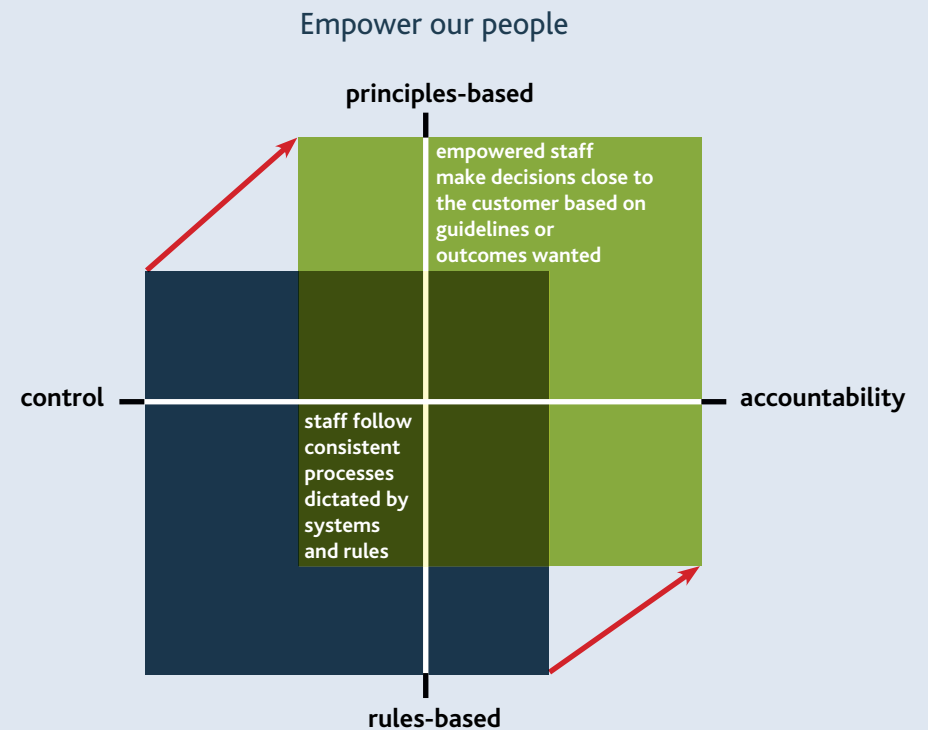 Empower our people
principles-based
empowered staff
make decisions close to
the customer based on
guidelines or
outcomes wanted
control
accountability
staff follow
consistent
processes
dictated by
systems
and rules
rules-based